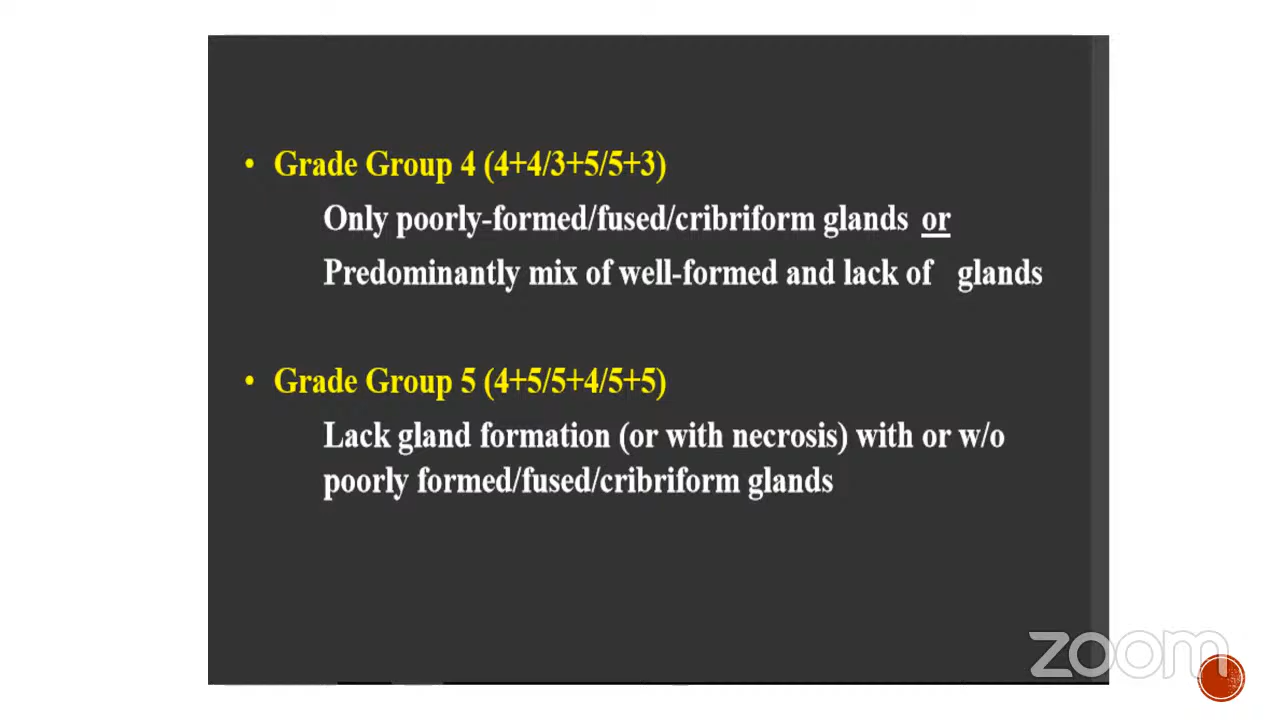 • Grade Group 4 (4+4/3+5/5+3)
Only poorly-formed/fused/cribriform glands or
Predominantly mix of well-formed and lack of glands
• Grade Group 5 (4+5/5+4/5+5)
Lack gland formation (or with necrosis) with or w/o
poorly formed/fused/cribriform glands
zoom